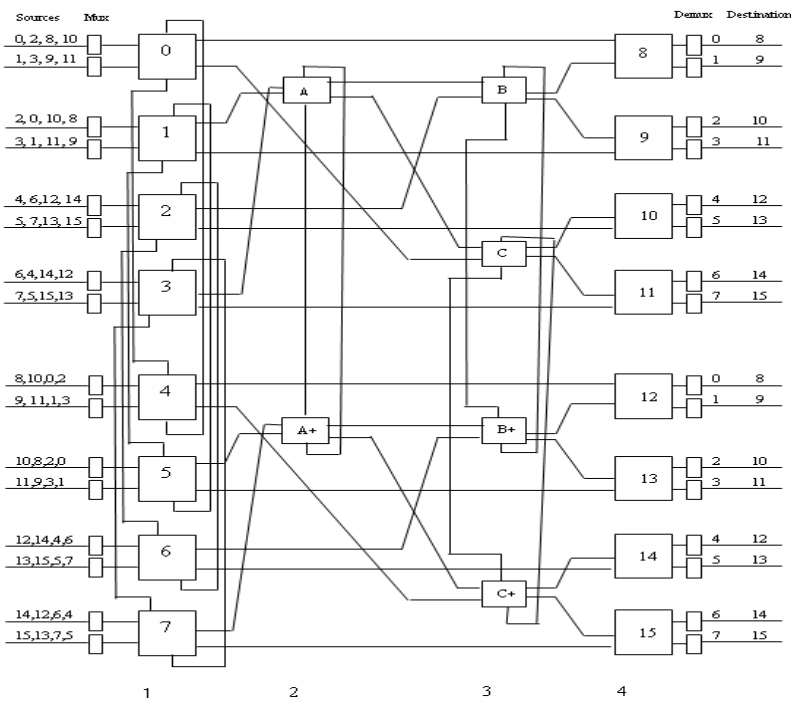 Sources Mux Demux Destination
0, 2, 8, 10 0 8 0 8
1, 3, 9, 11 1 9
A B
2, 0, 10, 8 1 9 2 10
3, 1, 11, 9 3 11
4, 6,12, 14 2 10 4 12
5, 7,13, 15 5 13
C
6,4,14,12 3 11 6 14
7,5,15,13 7 15
8,10,0,2 4 12 0 8
9, 11,1,3 1 9
A+ B+
10,8,2,0 5 13 2 10
11,9,3,1 3 11
12,14,4,6 6 14 4 12
13,15,5,7 5 13
C+
14,12,6,4 7 15 6 14
15,13,7,5 7 15
1 2 3 4